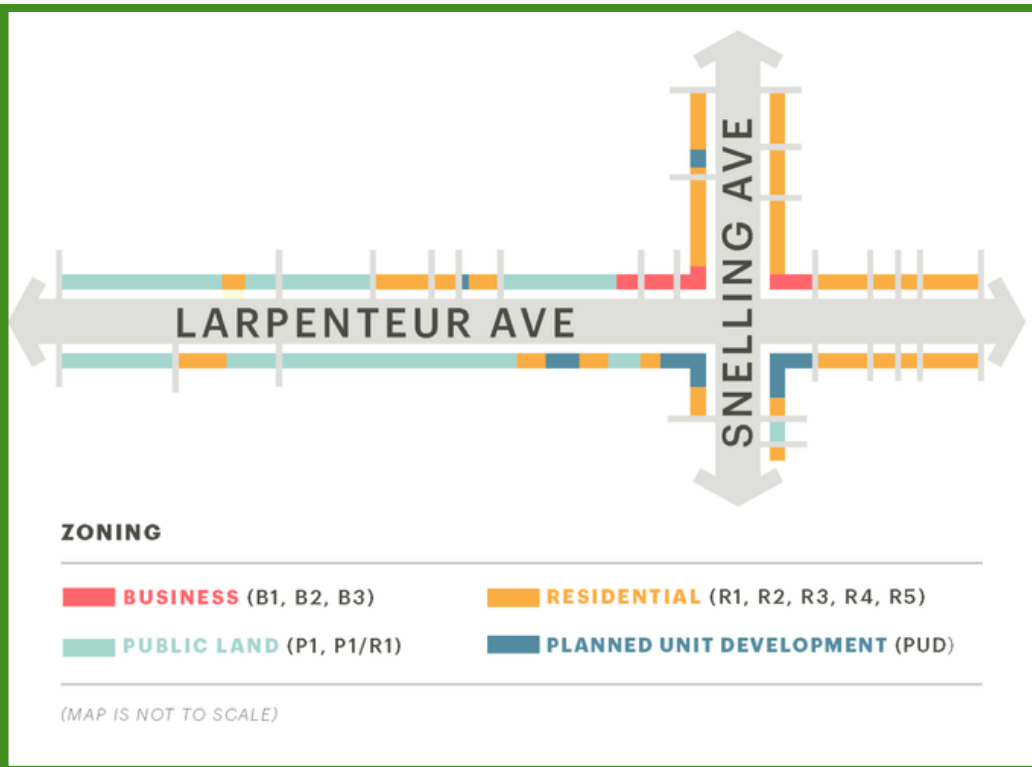 SNELLING AVE
LARPENTEUR AVE
ZONING
BUSINESS (B1, B2, B3)
RESIDENTIAL (R1, R2, R3, R4, R5)
PUBLIC LAND (P1, P1/R1)
PLANNED UNIT DEVELOPMENT (PUD)
(MAP IS NOT TO SCALE)